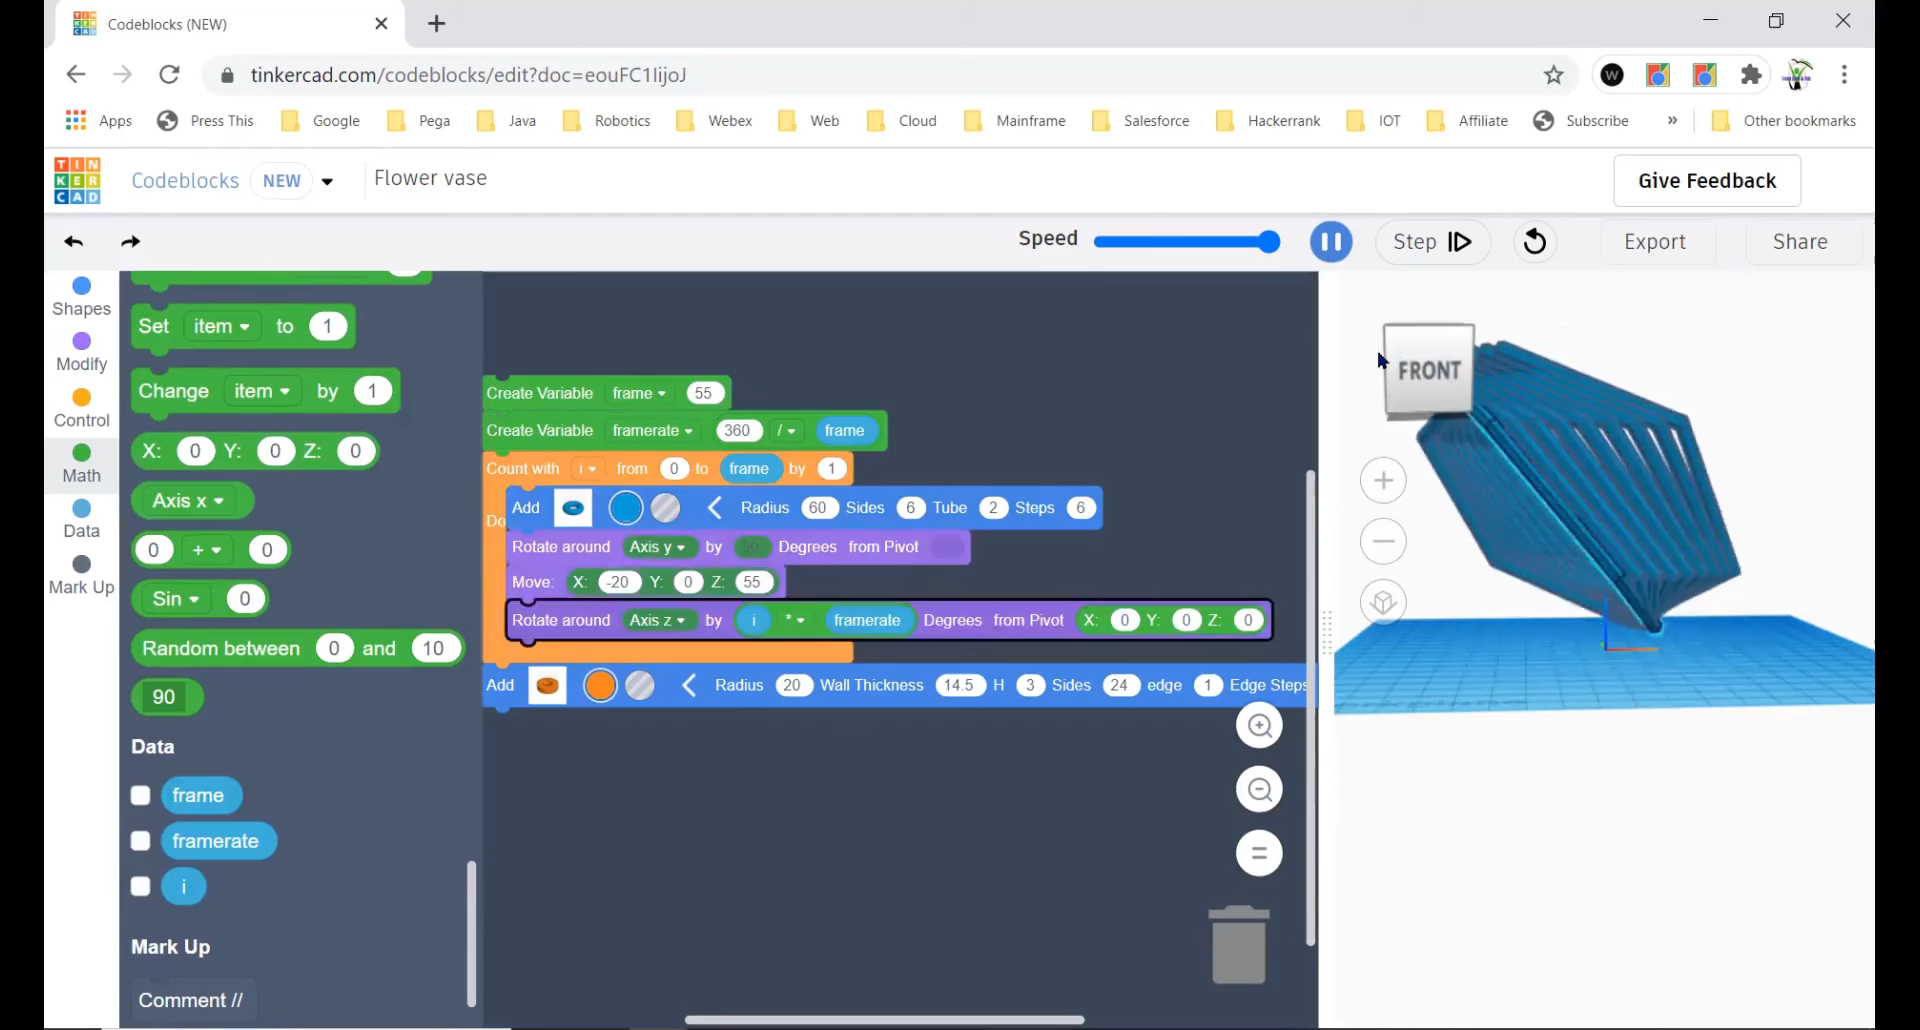 Codeblocks (NEW)
tinkercad.com/codeblocks/edit?doc=eouFC1IijoJ
W
Apps Press This Google Pega Java Robotics Webex Web Cloud Mainframe Salesforce Hackerrank IOT Affiliate Subscribe » Other bookmarks
TIN
KER
CAD
Codeblocks NEW Flower vase Give Feedback
Speed Step Export Share
Shapes
Modify
Control
Math
Data
Mark Up
Set item to 1
Change item by 1
X: 0 Y: 0 Z: 0
Axis x
0 + 0
Sin 0
Random between 0 and 10
90
Data
frame
framerate
i
Mark Up
Comment //
Create Variable frame 55
Create Variable framerate 360 / frame
Count with i from 0 to frame by 1
Do
Add Radius 60 Sides 6 Tube 2 Steps 6
Rotate around Axis y by Degrees from Pivot
Move: X: -20 Y: 0 Z: 55
Rotate around Axis z by i * framerate Degrees from Pivot X: 0 Y: 0 Z: 0
Add Radius 20 Wall Thickness 14.5 H 3 Sides 24 edge 1 Edge Steps
FRONT